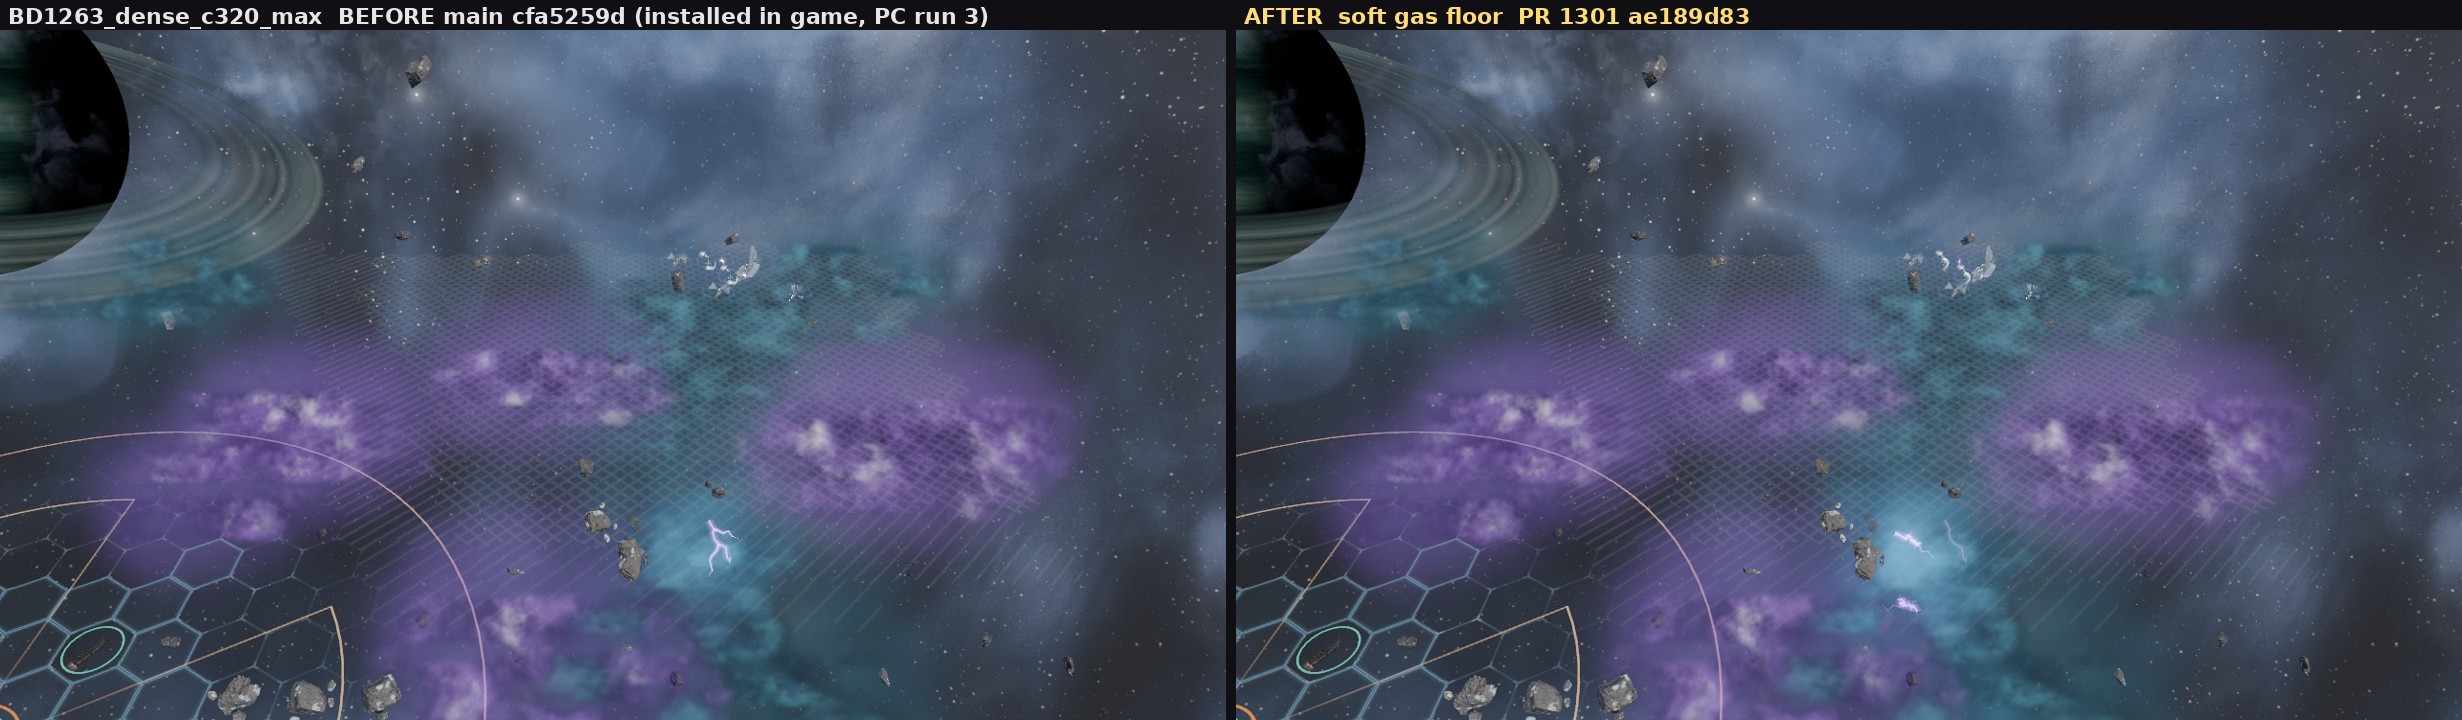 BD1263_dense_c320_max  BEFORE main cfa5259d (installed in game, PC run 3)
AFTER  soft gas floor  PR 1301 ae189d83